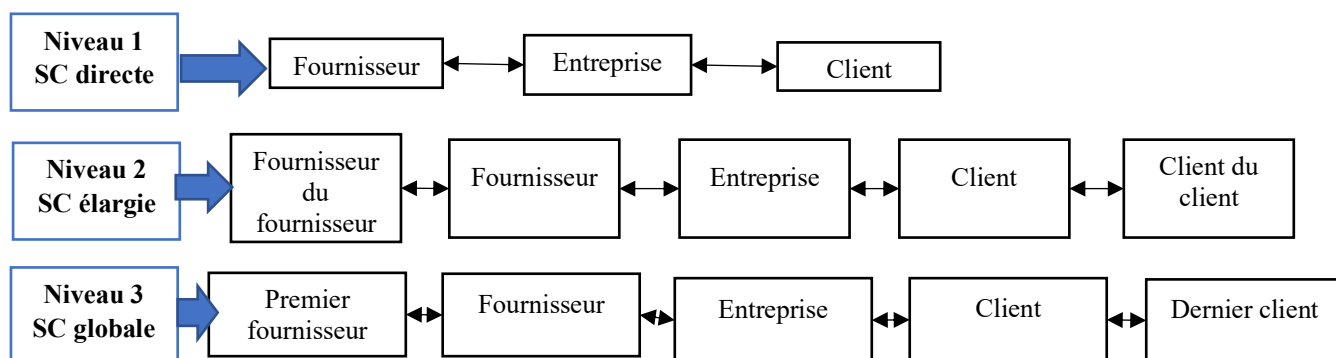 Niveau 1
SC directe
Fournisseur
Entreprise
Client
Niveau 2
SC élargie
Fournisseur
du
fournisseur
Fournisseur
Entreprise
Client
Client du
client
Niveau 3
SC globale
Premier
fournisseur
Fournisseur
Entreprise
Client
Dernier client